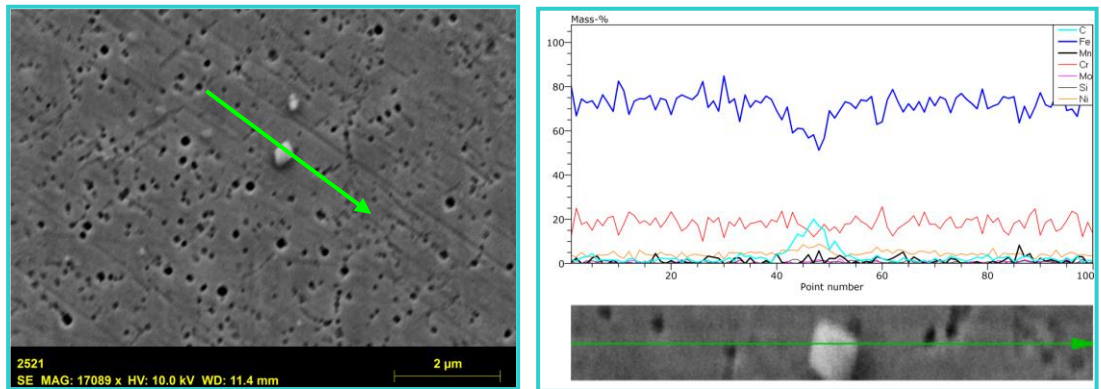 2521
2 µm
SE MAG: 17089 x HV: 10.0 kV WD: 11.4 mm
Mass-%
100
80
60
40
20
0
20
40
60
80
100
Point number
C
Fe
Mn
Cr
Mo
Si
Ni